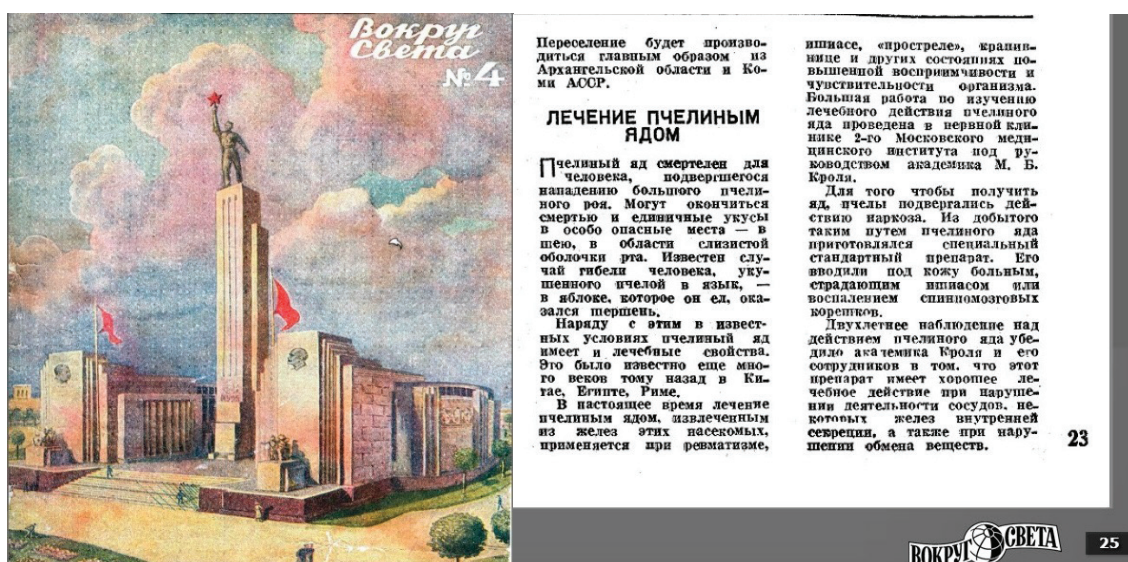 Вокруг
Света
№4
Переселение будет произво-
диться главным образом из
Архангельской области и Ко-
ми АССР.
ЛЕЧЕНИЕ ПЧЕЛИНЫМ
ЯДОМ
Пчелиный яд смертелен для
человека, подвергшегося
нападению большого пчели-
ного роя. Могут окончиться
смертью и единичные укусы
в особо опасные места — в
шею, в области слизистой
оболочки рта. Известен слу-
чай гибели человека, уку-
шенного пчелой в язык, —
в яблоке, которое он ел, ока-
зался шершень.
Наряду с этим в извест-
ных условиях пчелиный яд
имеет и лечебные свойства.
Это было известно еще мно-
го веков тому назад в Ки-
тае, Египте, Риме.
В настоящее время лечение
пчелиным ядом, извлеченным
из желез этих насекомых,
применяется при ревматизме,
ишиасе, «простреле», крапив-
нице и других состояниях по-
вышенной восприимчивости и
чувствительности организма.
Большая работа по изучению
лечебного действия пчелиного
яда проведена в нервной кли-
нике 2-го Московского меди-
цинского института под ру-
ководством академика М. Б.
Кроля.
Для того чтобы получить
яд, пчелы подвергались дей-
ствию наркоза. Из добытого
таким путем пчелиного яда
приготовлялся специальный
стандартный препарат. Его
вводили под кожу больным,
страдающим ишиасом или
воспалением спинномозговых
корешков.
Двухлетнее наблюдение над
действием пчелиного яда убе-
дило академика Кроля и его
сотрудников в том, что этот
препарат имеет хорошее ле-
чебное действие при наруше-
нии деятельности сосудов, не-
которых желез внутренней
секреции, а также при нару-
шении обмена веществ.
23
ВОКРУГ СВЕТА
25